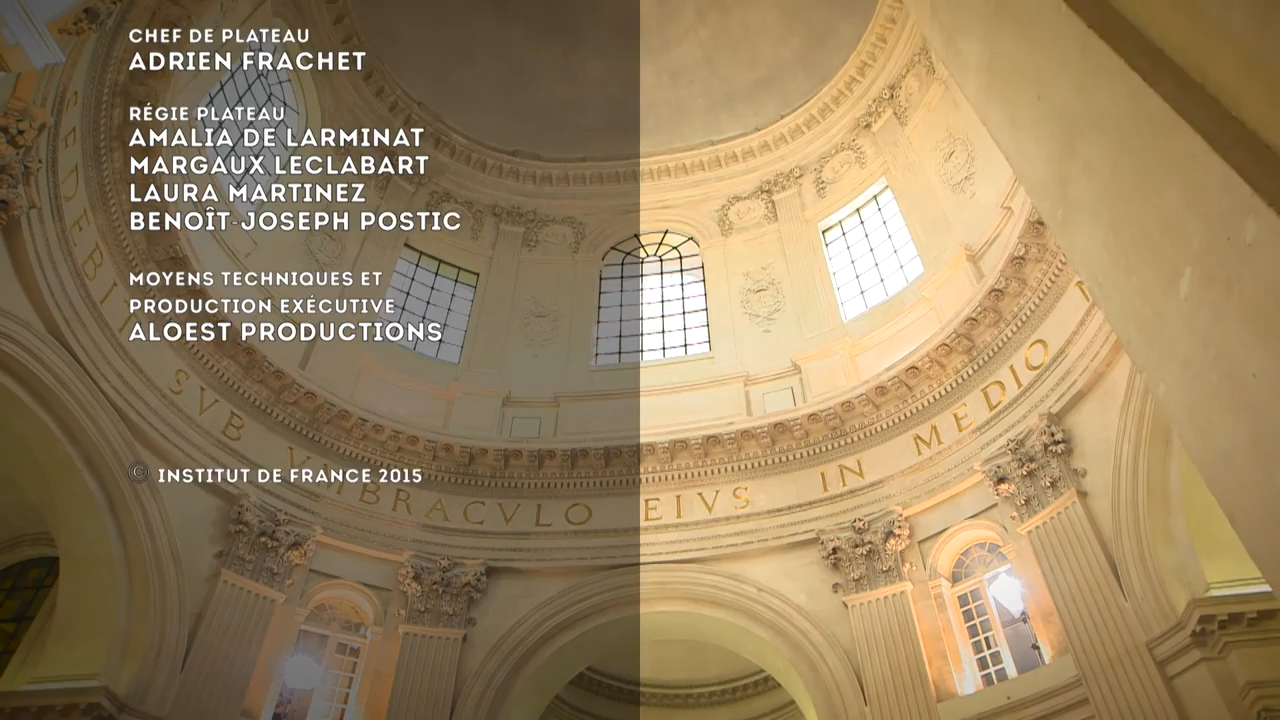 CHEF DE PLATEAU
ADRIEN FRACHET
RÉGIE PLATEAU
AMALIA DE LARMINAT
MARGAUX LECLABART
LAURA MARTINEZ
BENOÎT-JOSEPH POSTIC
MOYENS TECHNIQUES ET
PRODUCTION EXÉCUTIVE
ALOEST PRODUCTIONS
© INSTITUT DE FRANCE 2015
SEDEBIT SVB VMBRACVLO EIVS IN MEDIO